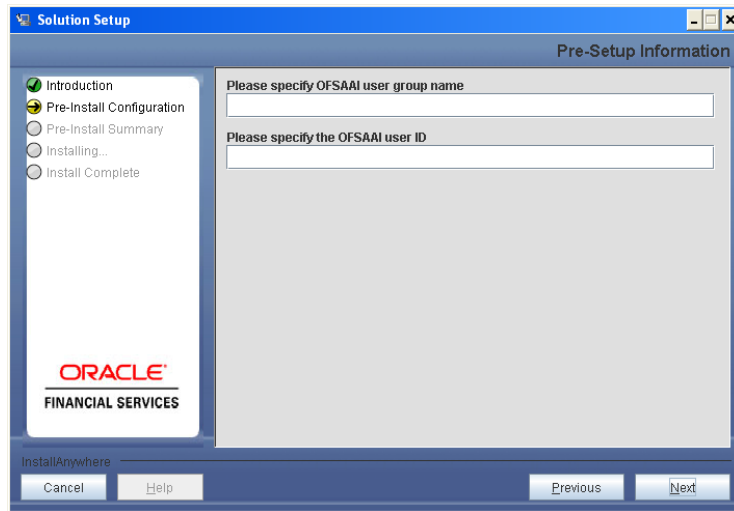 Solution Setup
Pre-Setup Information
Introduction
Pre-Install Configuration
Pre-Install Summary
Installing...
Install Complete
Please specify OFSAAI user group name
Please specify the OFSAAI user ID
ORACLE
FINANCIAL SERVICES
InstallAnywhere
Cancel
Help
Previous
Next